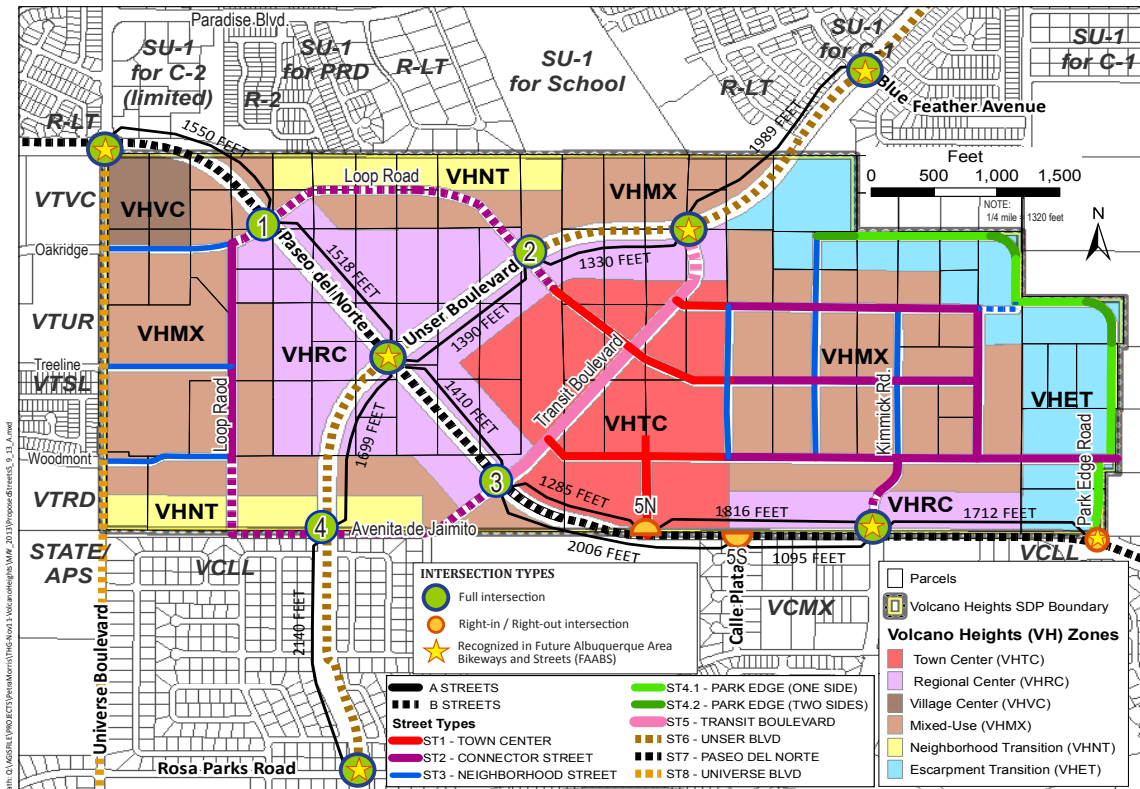 Paradise Blvd.
SU-1
for C-2
(limited)
SU-1
for PRD
R-2
R-LT
SU-1
for School
R-LT
SU-1
for C-1
SU-1
for C-1
R-LT
Blue Feather Avenue
1550 FEET
1989 FEET
Feet
0 500 1,000 1,500
NOTE:
1/4 mile = 1320 feet
N
VTVC
VHVC
Loop Road
VHNT
VHMX
Oakridge
1
Paseo del Norte
1518 FEET
2
1330 FEET
Unser Boulevard
1390 FEET
VTUR
VHMX
VHRC
Transit Boulevard
VHMX
Treeline
VTSL
Loop Raod
1410 FEET
VHTC
Kimmick Rd.
VHET
1699 FEET
Woodmont
VTRD
VHNT
3
1285 FEET
5N
1816 FEET
VHRC
1712 FEET
Park Edge Road
4
Avenita de Jaimito
2006 FEET
5S
1095 FEET
STATE/
APS
VCLL
VCLL
Calle Plata
VCMX
2140 FEET
Universe Boulevard
Rosa Parks Road
INTERSECTION TYPES
Full intersection
Right-in / Right-out intersection
Recognized in Future Albuquerque Area
Bikeways and Streets (FAABS)
A STREETS
B STREETS
Street Types
ST1 - TOWN CENTER
ST2 - CONNECTOR STREET
ST3 - NEIGHBORHOOD STREET
ST4.1 - PARK EDGE (ONE SIDE)
ST4.2 - PARK EDGE (TWO SIDES)
ST5 - TRANSIT BOULEVARD
ST6 - UNSER BLVD
ST7 - PASEO DEL NORTE
ST8 - UNIVERSE BLVD
Parcels
Volcano Heights SDP Boundary
Volcano Heights (VH) Zones
Town Center (VHTC)
Regional Center (VHRC)
Village Center (VHVC)
Mixed-Use (VHMX)
Neighborhood Transition (VHNT)
Escarpment Transition (VHET)